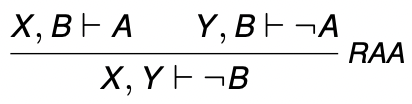 X, B ⊢ A    Y, B ⊢ ¬A
RAA
X, Y ⊢ ¬B